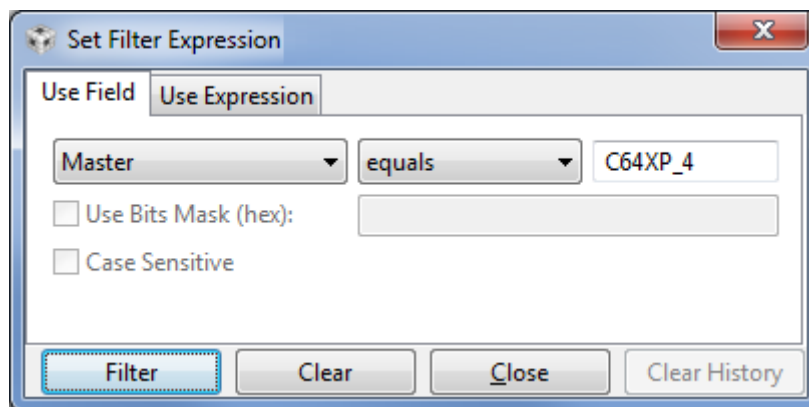 Set Filter Expression
Use Field Use Expression
Master equals C64XP_4
Use Bits Mask (hex):
Case Sensitive
Filter Clear Close Clear History